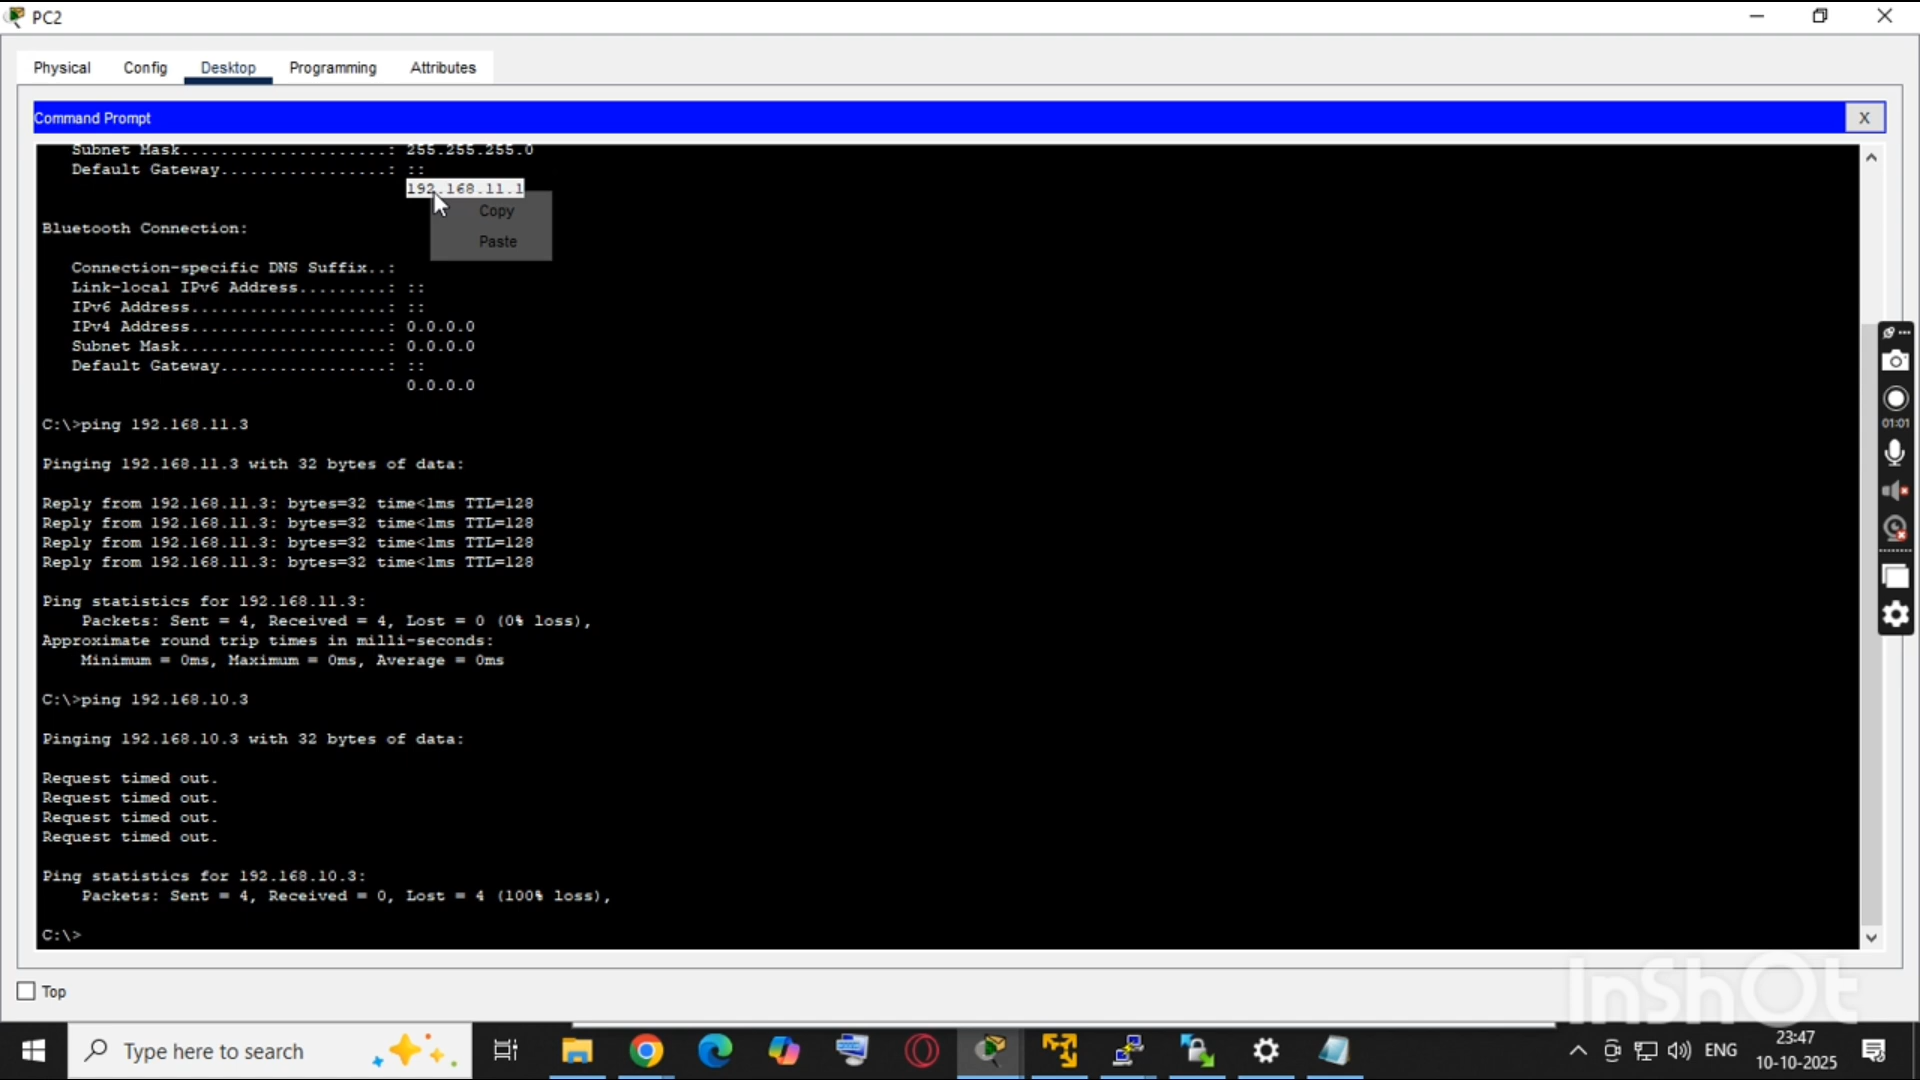 PC2
Physical Config Desktop Programming Attributes
Command Prompt
X
Subnet Mask......................: 255.255.255.0
Default Gateway..................: ::
192.168.11.1
Copy
Paste
Bluetooth Connection:
Connection-specific DNS Suffix..:
Link-local IPv6 Address.........: ::
IPv6 Address....................: ::
IPv4 Address....................: 0.0.0.0
Subnet Mask.....................: 0.0.0.0
Default Gateway.................: ::
0.0.0.0
C:\>ping 192.168.11.3
Pinging 192.168.11.3 with 32 bytes of data:
Reply from 192.168.11.3: bytes=32 time<1ms TTL=128
Reply from 192.168.11.3: bytes=32 time<1ms TTL=128
Reply from 192.168.11.3: bytes=32 time<1ms TTL=128
Reply from 192.168.11.3: bytes=32 time<1ms TTL=128
Ping statistics for 192.168.11.3:
Packets: Sent = 4, Received = 4, Lost = 0 (0% loss),
Approximate round trip times in milli-seconds:
Minimum = 0ms, Maximum = 0ms, Average = 0ms
C:\>ping 192.168.10.3
Pinging 192.168.10.3 with 32 bytes of data:
Request timed out.
Request timed out.
Request timed out.
Request timed out.
Ping statistics for 192.168.10.3:
Packets: Sent = 4, Received = 0, Lost = 4 (100% loss),
C:\>
01:01
Top
InShOt
Type here to search
ENG
23:47
10-10-2025